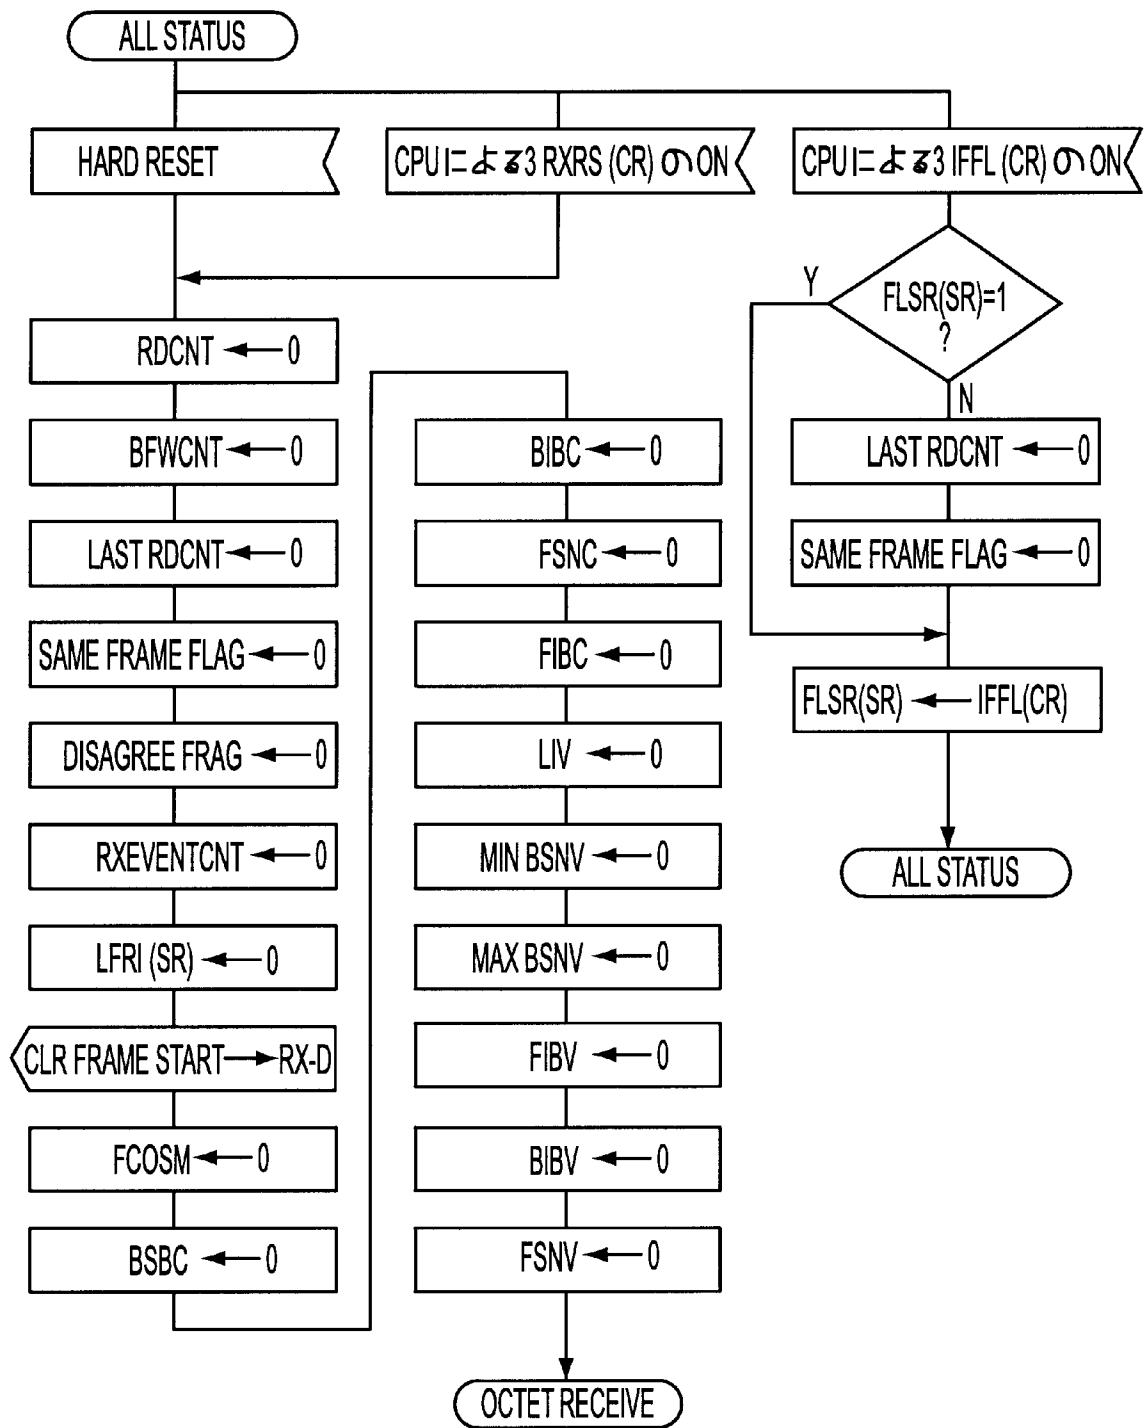 ALL STATUS
HARD RESET
CPUによる3 RXRS (CR) の ON
CPUによる3 IFFL (CR) の ON
RDCNT ← 0
BFWCNT ← 0
LAST RDCNT ← 0
SAME FRAME FLAG ← 0
DISAGREE FRAG ← 0
RXEVENTCNT ← 0
LFRI (SR) ← 0
CLR FRAME START → RX-D
FCOSM ← 0
BSBC ← 0
BIBC ← 0
FSNC ← 0
FIBC ← 0
LIV ← 0
MIN BSNV ← 0
MAX BSNV ← 0
FIBV ← 0
BIBV ← 0
FSNV ← 0
OCTET RECEIVE
Y
FLSR(SR)=1
?
N
LAST RDCNT ← 0
SAME FRAME FLAG ← 0
FLSR(SR) ← IFFL(CR)
ALL STATUS